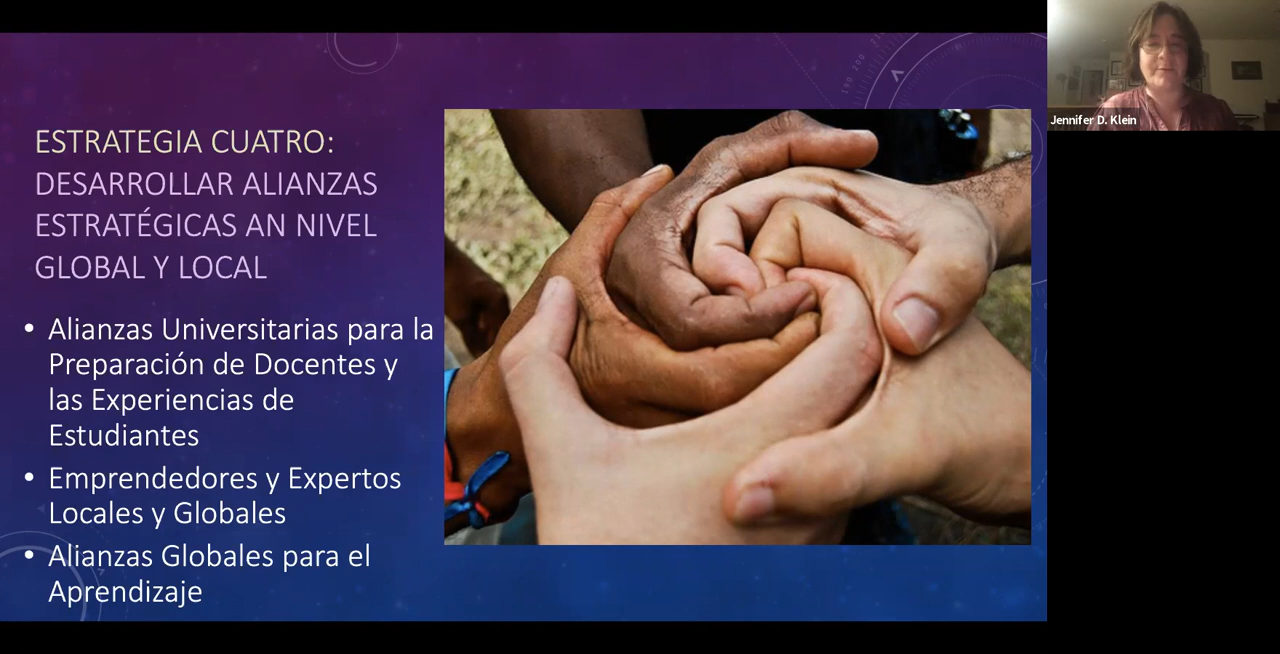 ESTRATEGIA CUATRO:
DESARROLLAR ALIANZAS
ESTRATÉGICAS AN NIVEL
GLOBAL Y LOCAL
• Alianzas Universitarias para la
Preparación de Docentes y
las Experiencias de
Estudiantes
• Emprendedores y Expertos
Locales y Globales
• Alianzas Globales para el
Aprendizaje
Jennifer D. Klein